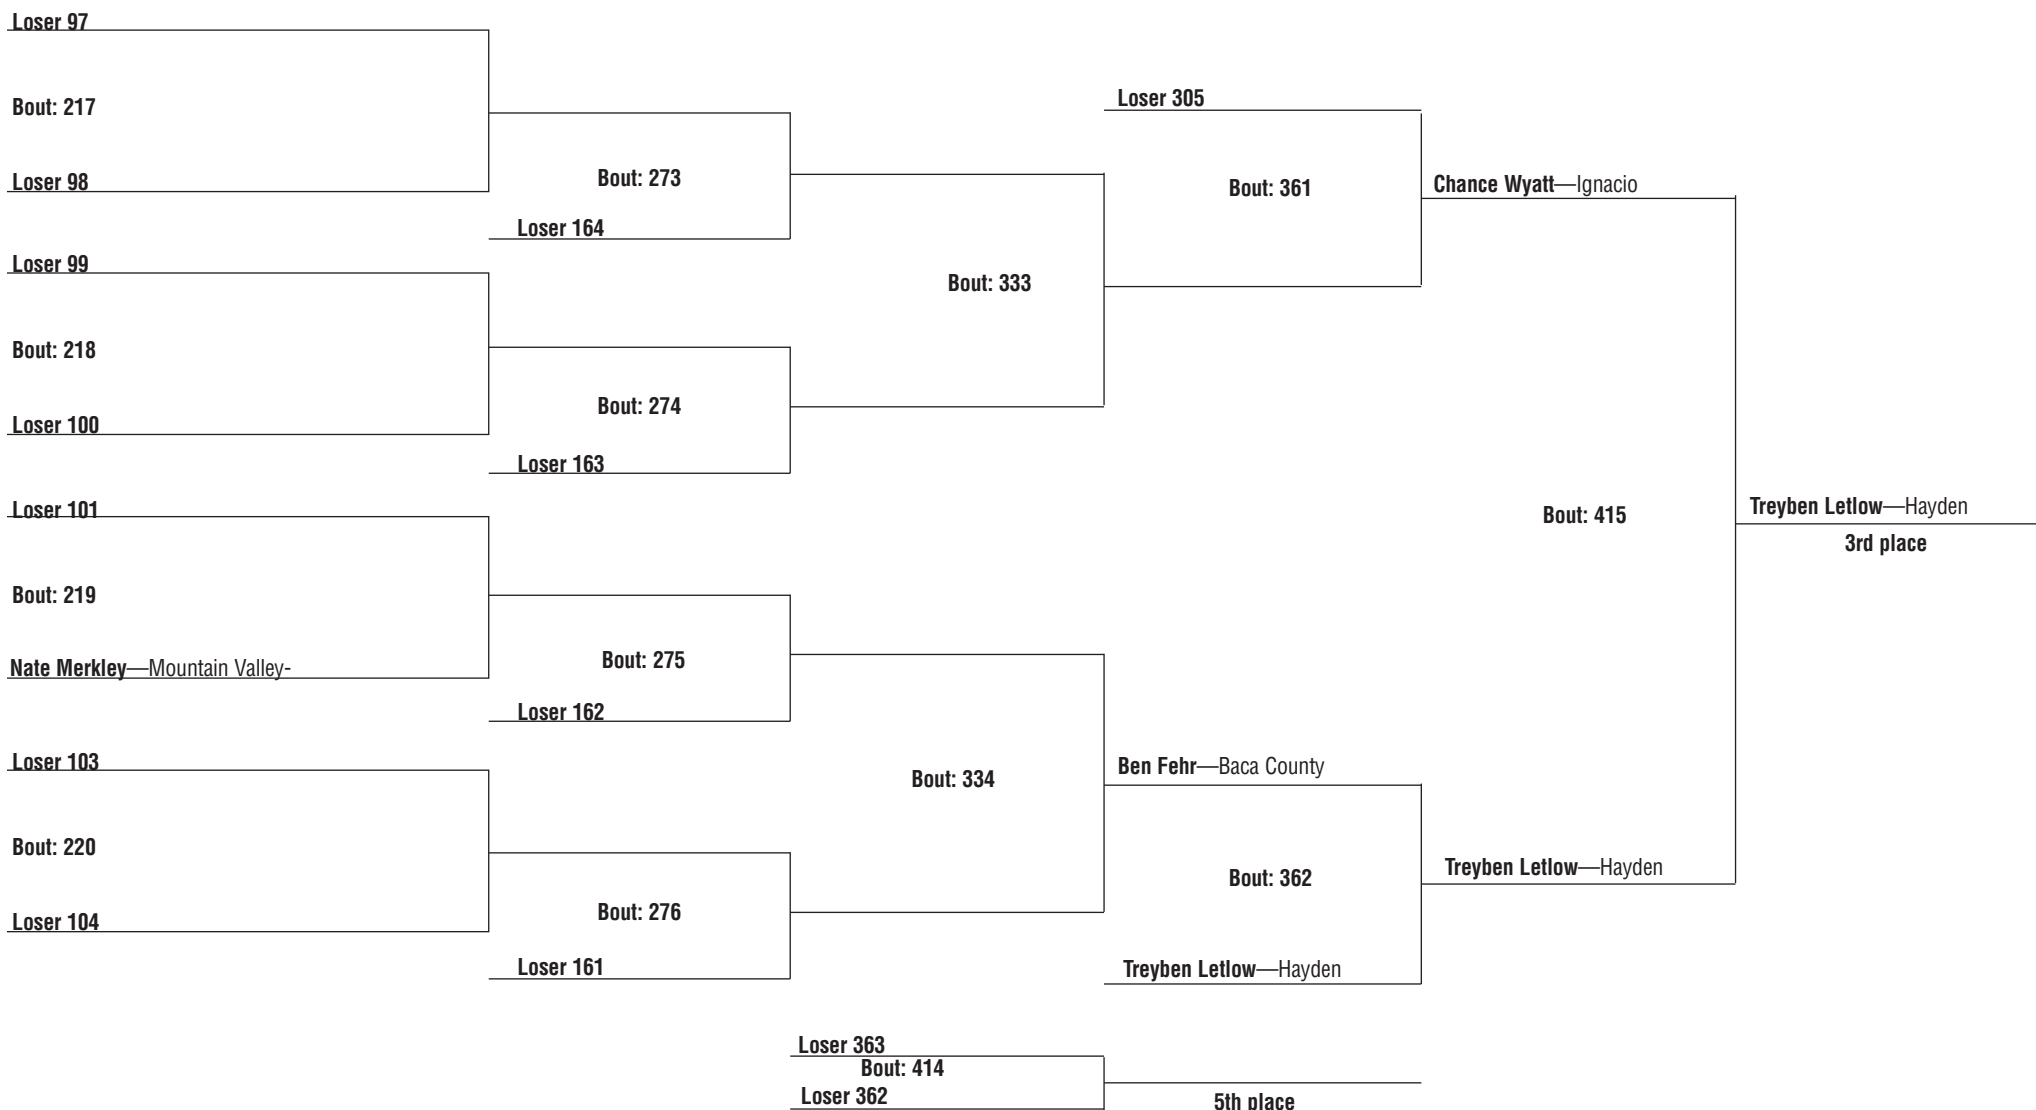 Loser 97
Bout: 217
Loser 98
Loser 99
Bout: 218
Loser 100
Loser 101
Bout: 219
Nate Merkley—Mountain Valley-
Loser 103
Bout: 220
Loser 104
Bout: 273
Loser 164
Bout: 274
Loser 163
Bout: 275
Loser 162
Bout: 276
Loser 161
Bout: 333
Bout: 334
Loser 305
Bout: 361
Ben Fehr—Baca County
Bout: 362
Treyben Letlow—Hayden
Chance Wyatt—Ignacio
Bout: 415
Treyben Letlow—Hayden
Treyben Letlow—Hayden
3rd place
Loser 363
Bout: 414
Loser 362
5th place